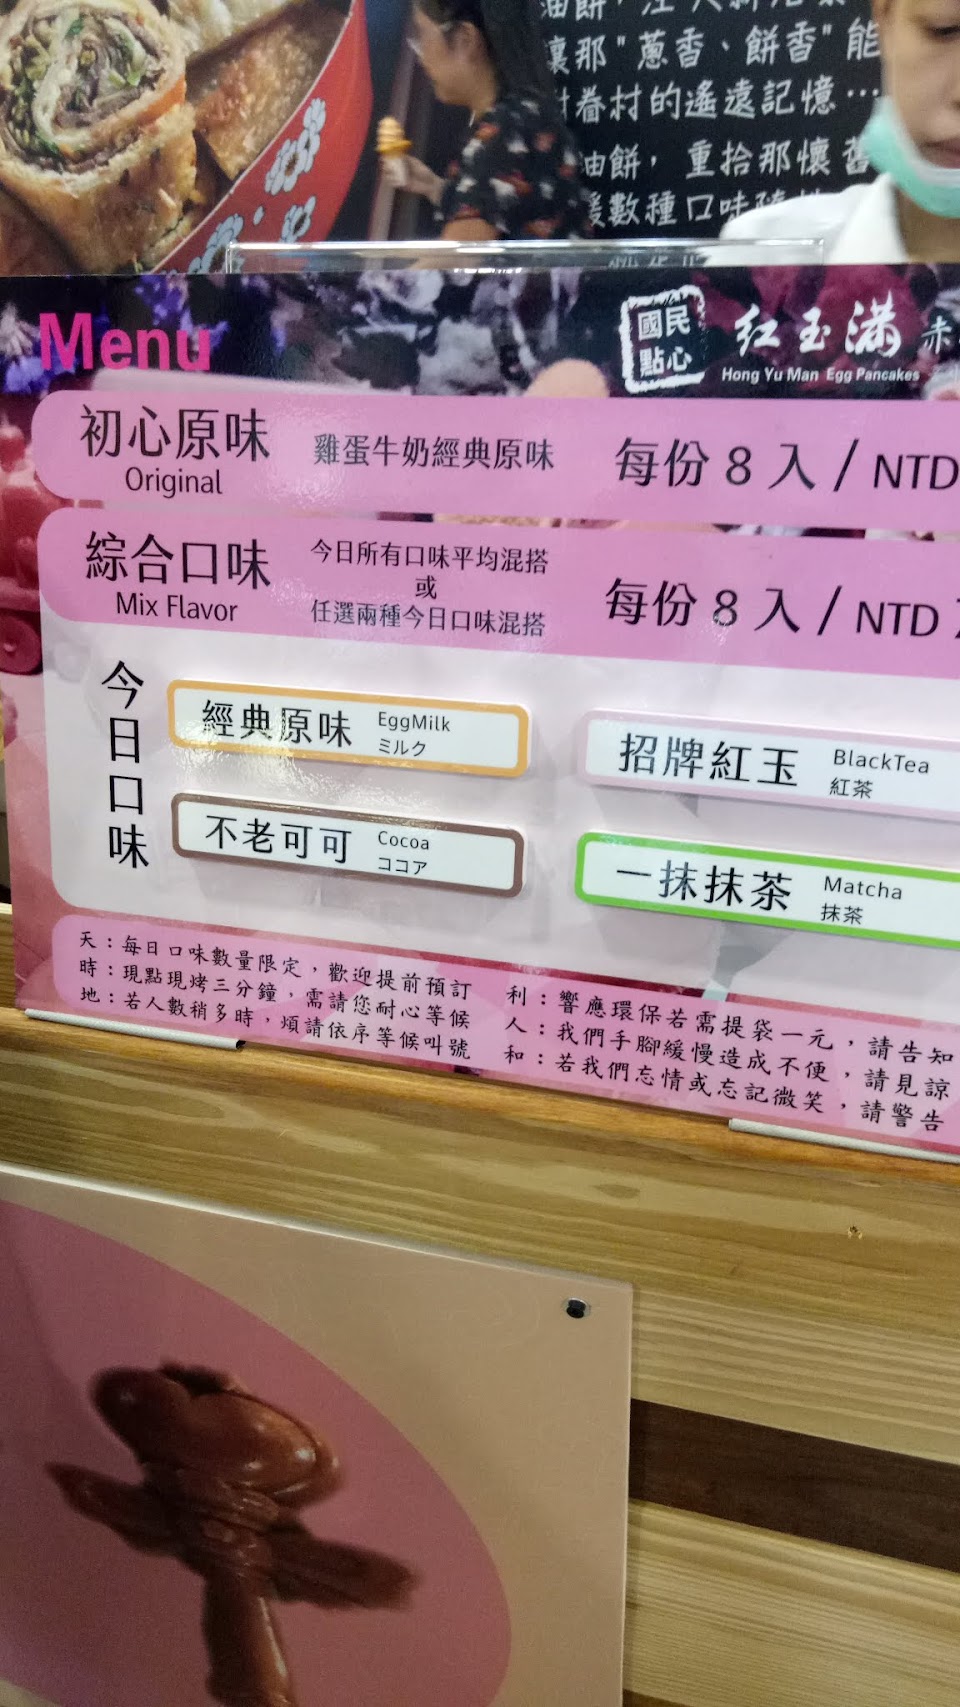 讓那"蔥香、餅香"能
眷村的遙遠記憶…
油餅，重拾那懷舊
數種口味
Menu
國民
點心
紅玉滿
Hong Yu Man Egg Pancakes
初心原味
Original
雞蛋牛奶經典原味
每份8入/NTD
綜合口味
Mix Flavor
今日所有口味平均混搭
或
任選兩種今日口味混搭
每份8入/NTD
今日口味
經典原味
EggMilk
ミルク
招牌紅玉
BlackTea
紅茶
不老可可
Cocoa
ココア
一抹抹茶
Matcha
抹茶
天：每日口味數量限定，歡迎提前預訂
時：現點現烤三分鐘，需請您耐心等候
地：若人數稍多時，煩請依序等候叫號
利：響應環保若需提袋一元，請告知
人：我們手腳緩慢造成不便，請見諒
和：若我們忘情或忘記微笑，請警告